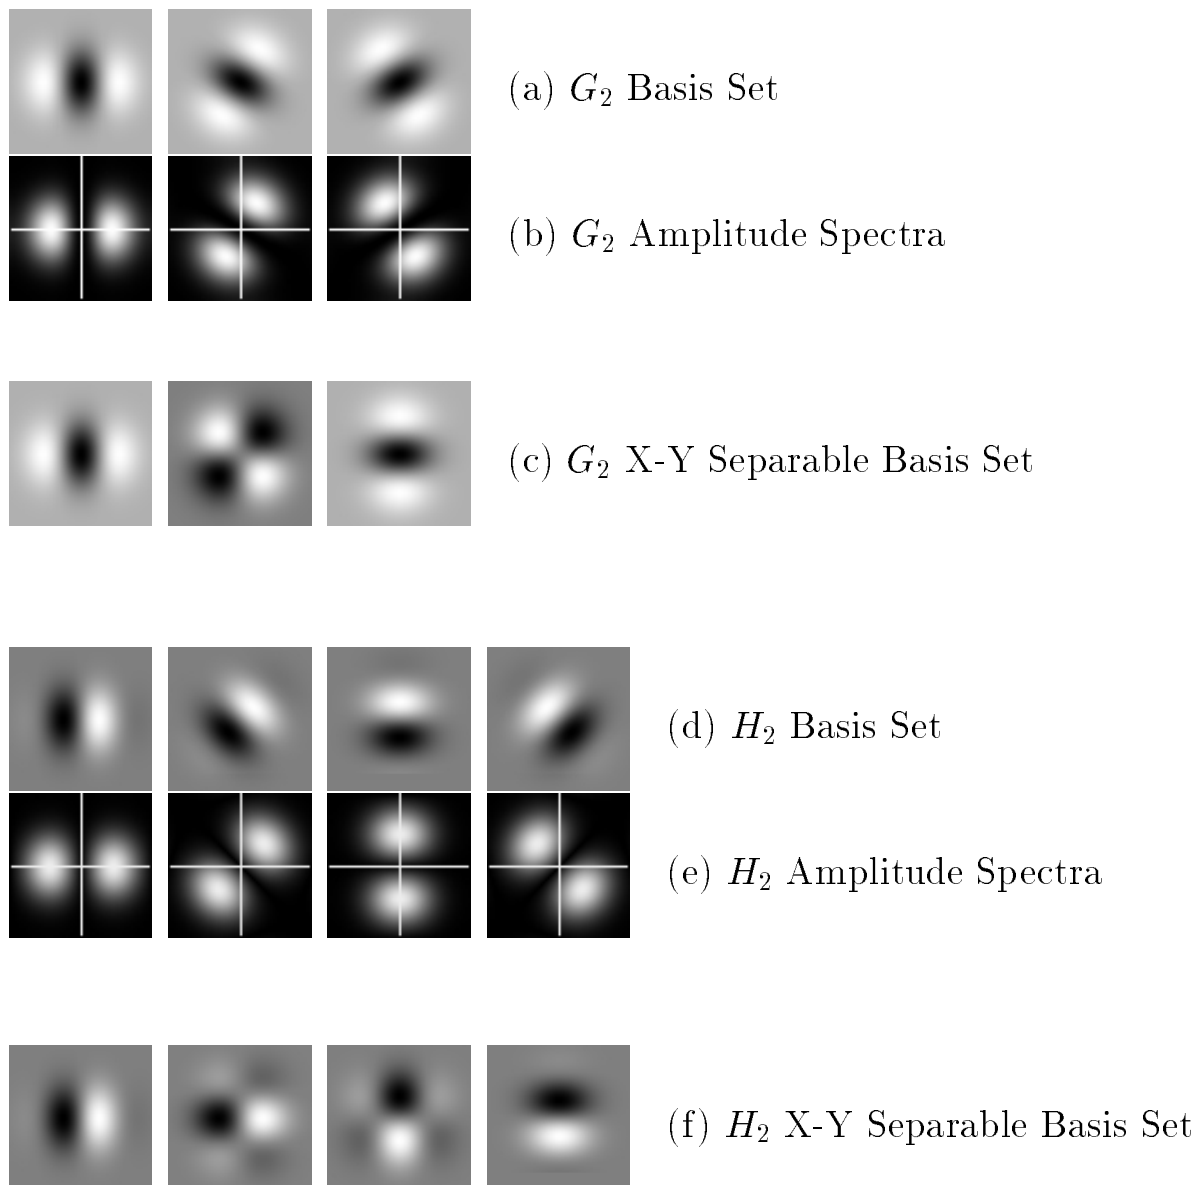 (a) G₂ Basis Set
(b) G₂ Amplitude Spectra
(c) G₂ X-Y Separable Basis Set
(d) H₂ Basis Set
(e) H₂ Amplitude Spectra
(f) H₂ X-Y Separable Basis Set